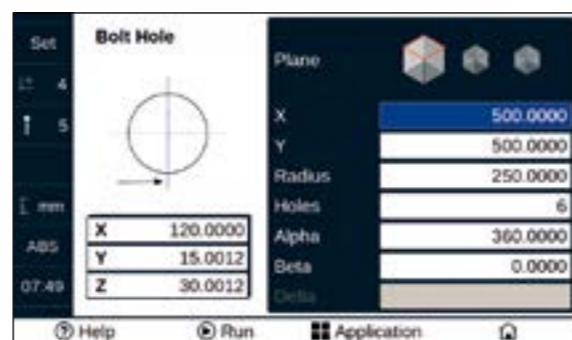 Set
4
5
mm
ABS
07:49
Bolt Hole
X 120.0000
Y 15.0012
Z 30.0012
Plane
X 500.0000
Y 500.0000
Radius 250.0000
Holes 6
Alpha 360.0000
Beta 0.0000
Delta
Help Run Application